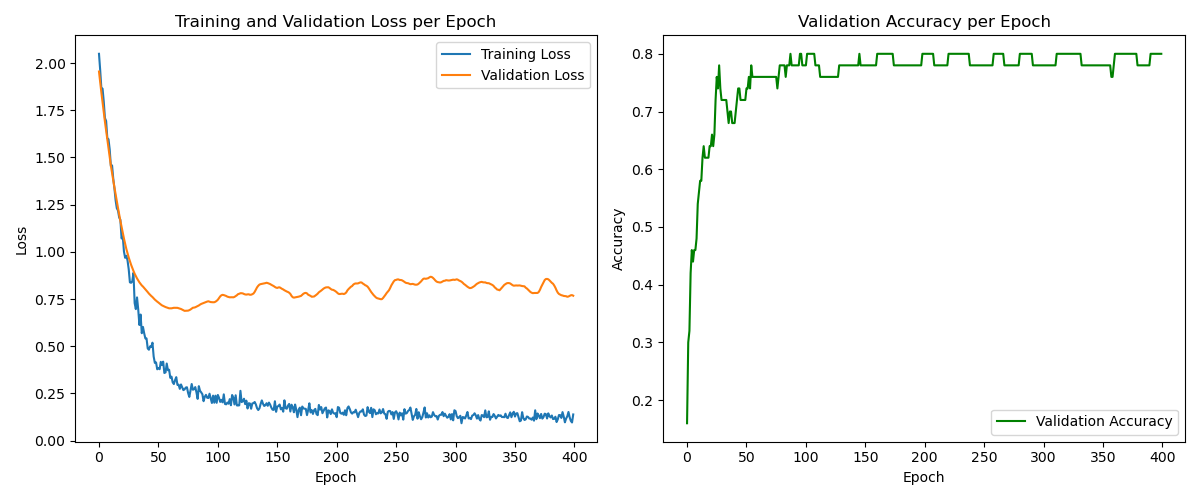 Training and Validation Loss per Epoch
Training Loss
Validation Loss
Loss
2.00
1.75
1.50
1.25
1.00
0.75
0.50
0.25
0.00
0 50 100 150 200 250 300 350 400
Epoch
Validation Accuracy per Epoch
Accuracy
0.8
0.7
0.6
0.5
0.4
0.3
0.2
Validation Accuracy
0 50 100 150 200 250 300 350 400
Epoch